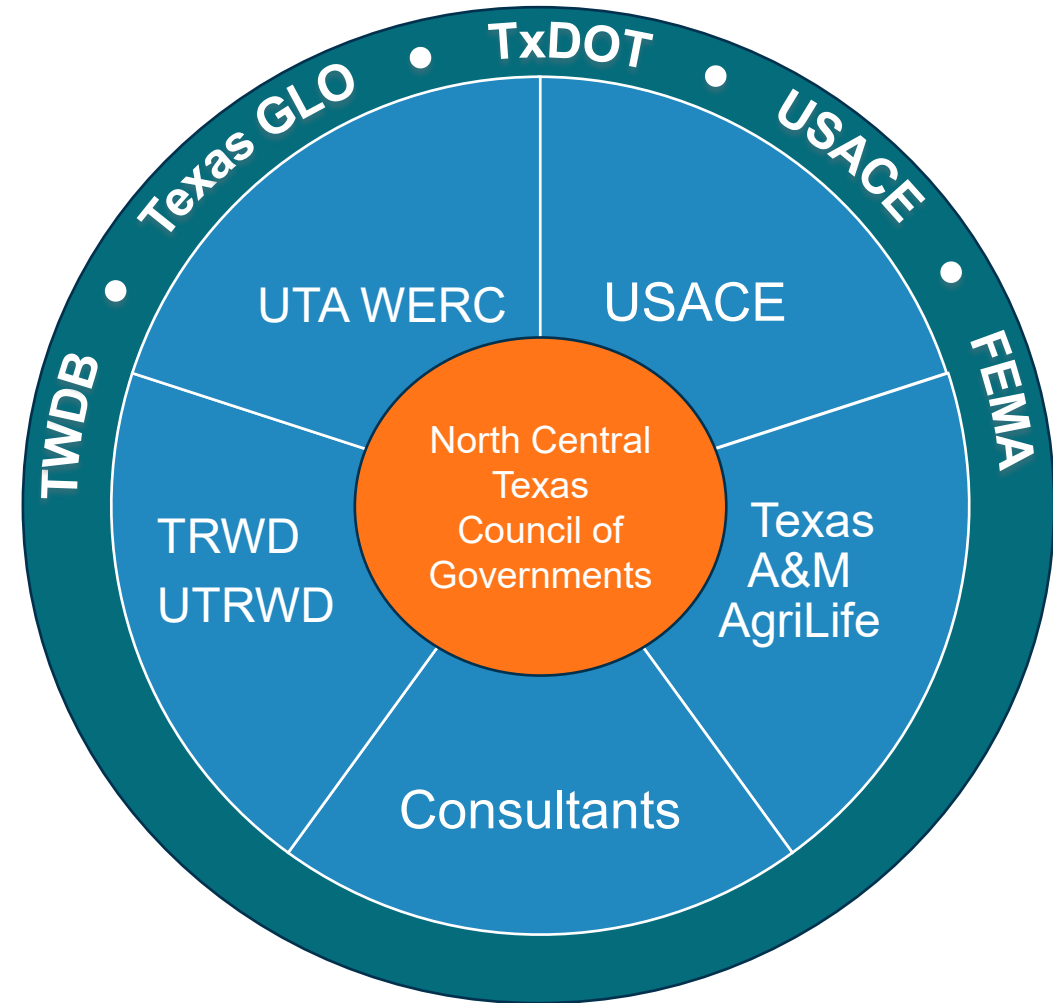 TWDB • Texas GLO • TxDOT • USACE • FEMA
UTA WERC
USACE
TRWD
UTRWD
North Central
Texas
Council of
Governments
Texas
A&M
AgriLife
Consultants